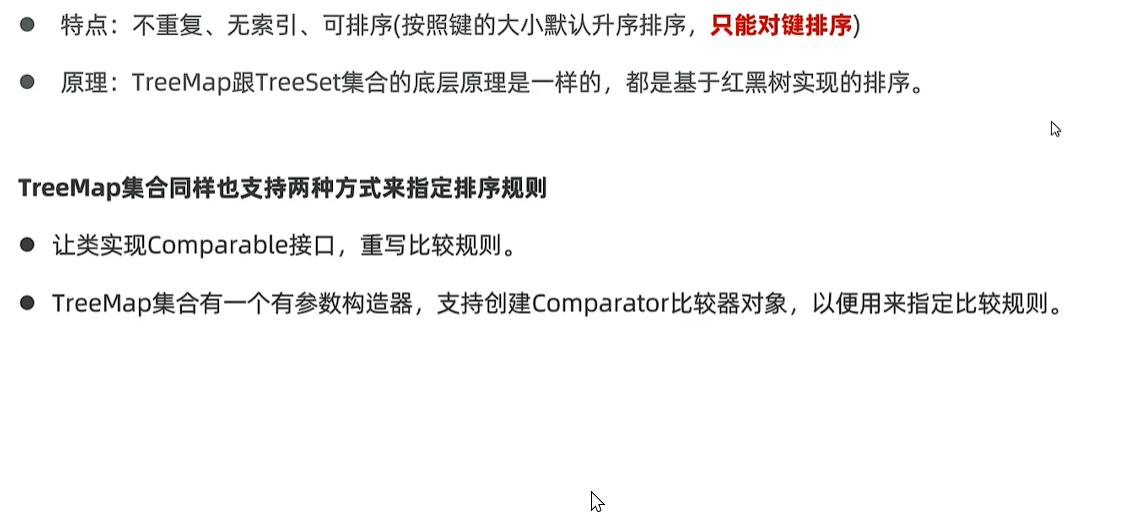 ● 特点：不重复、无索引、可排序(按照键的大小默认升序排序，只能对键排序)
● 原理：TreeMap跟TreeSet集合的底层原理是一样的，都是基于红黑树实现的排序。
TreeMap集合同样也支持两种方式来指定排序规则
● 让类实现Comparable接口，重写比较规则。
● TreeMap集合有一个有参数构造器，支持创建Comparator比较器对象，以便用来指定比较规则。